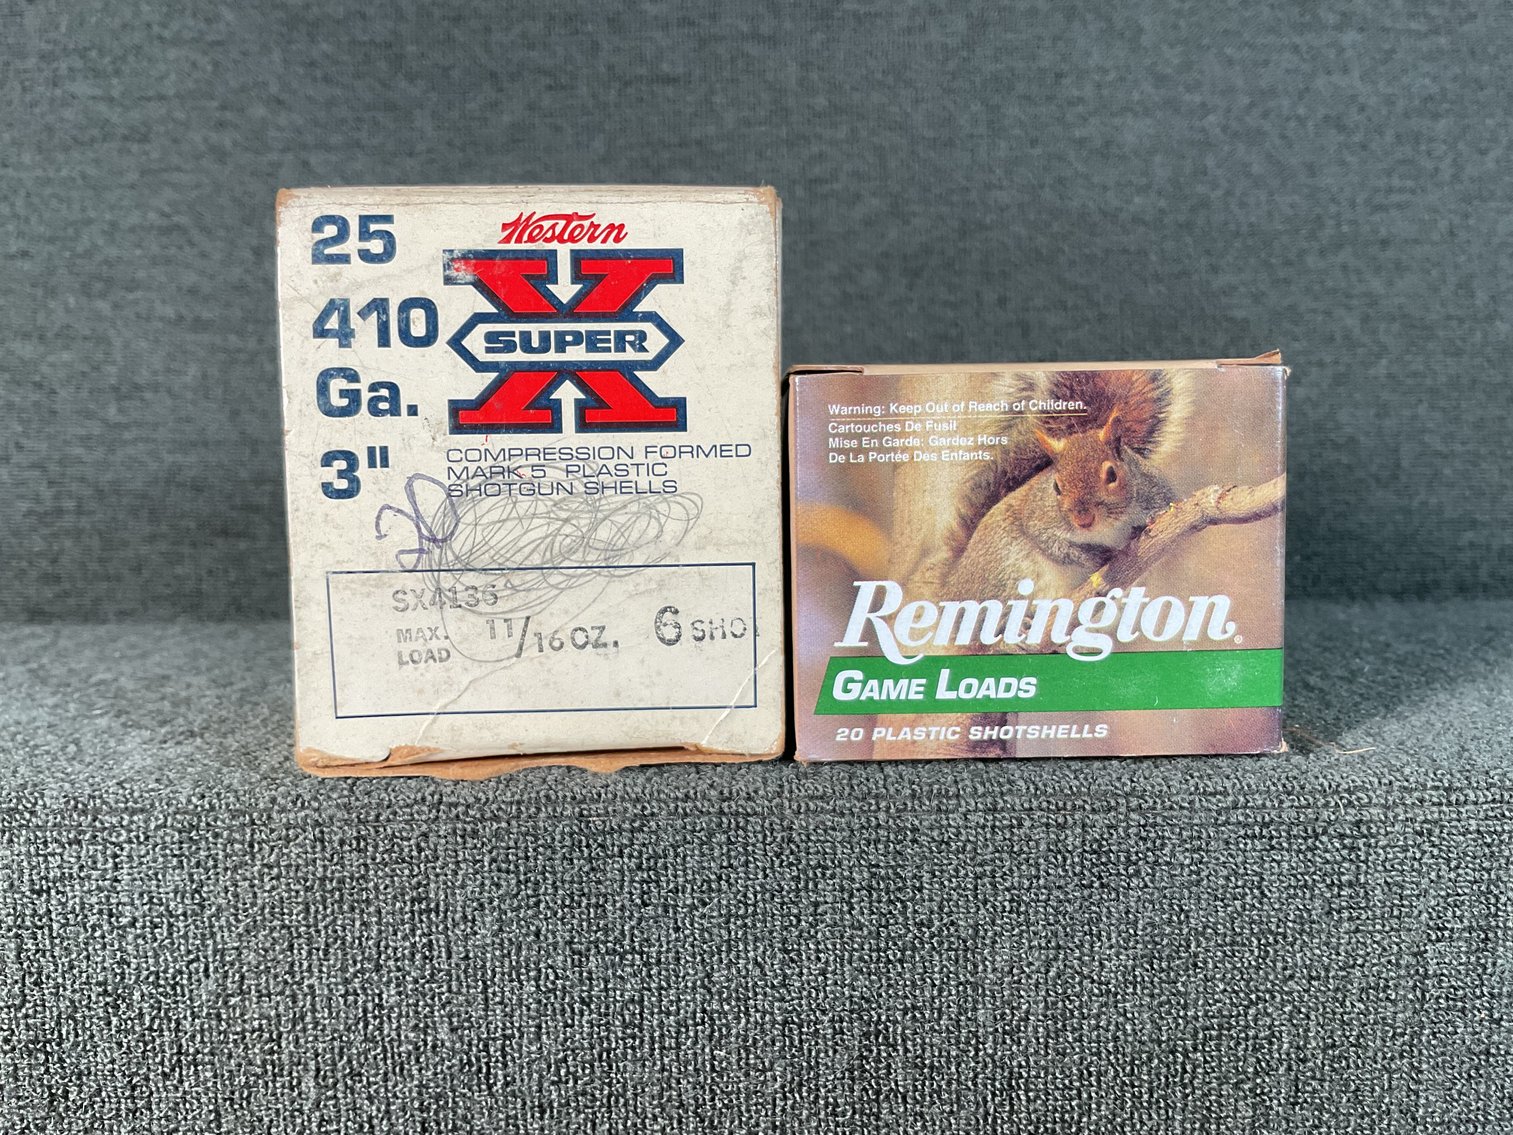 25
410
Ga.
3"
Western
SUPER X
COMPRESSION FORMED
MARK 5 PLASTIC
SHOTGUN SHELLS
20
SX4136
MAX. LOAD 11/16 OZ. 6 SHOT
Warning: Keep Out of Reach of Children.
Cartouches De Fusil
Mise En Garde: Gardez Hors
De La Portée Des Enfants.
Remington®
GAME LOADS
20 PLASTIC SHOTSHELLS